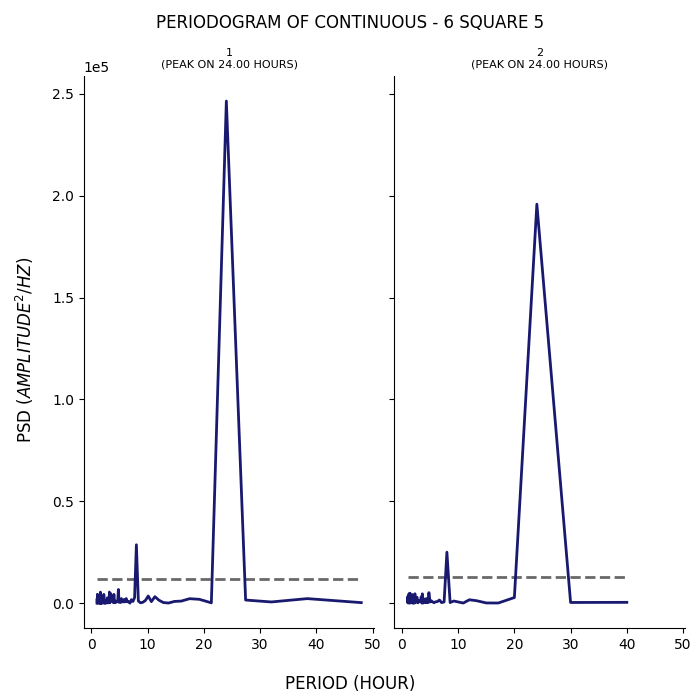 PERIODOGRAM OF CONTINUOUS - 6 SQUARE 5
1
(PEAK ON 24.00 HOURS)
2
(PEAK ON 24.00 HOURS)
1e5
2.5
2.0
1.5
1.0
0.5
0.0
PSD (AMPLITUDE²/HZ)
0 10 20 30 40 50
0 10 20 30 40 50
PERIOD (HOUR)